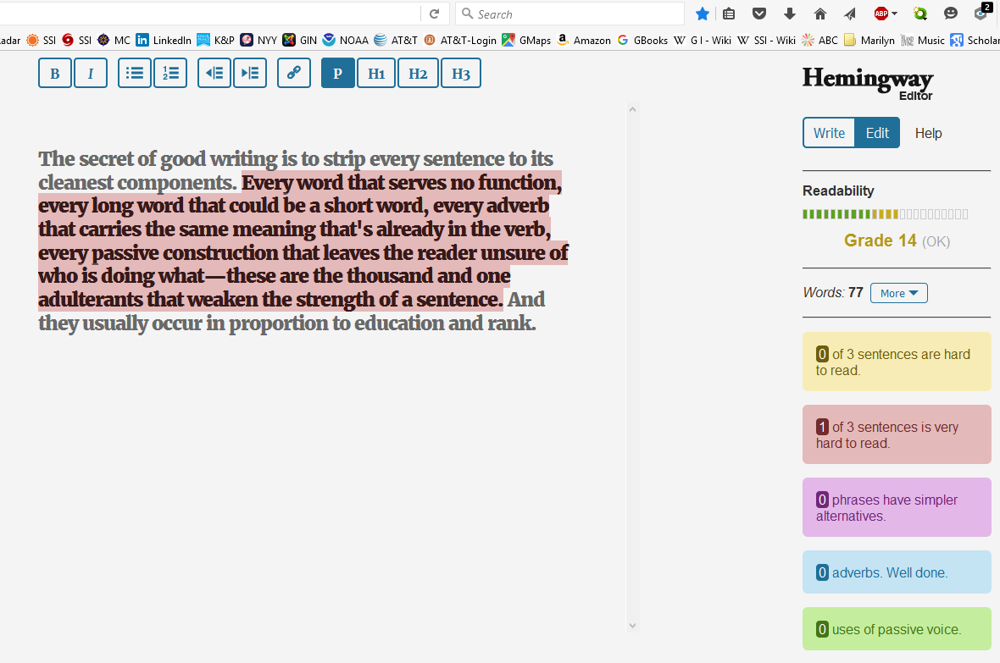 Search
ABP
2
adar SSI SSI MC LinkedIn K&P NYY GIN NOAA AT&T AT&T-Login GMaps Amazon GBooks G I - Wiki SSI - Wiki ABC Marilyn Music Scholar
B I P H1 H2 H3
Hemingway
Editor
Write Edit Help
The secret of good writing is to strip every sentence to its
cleanest components. Every word that serves no function,
every long word that could be a short word, every adverb
that carries the same meaning that's already in the verb,
every passive construction that leaves the reader unsure of
who is doing what—these are the thousand and one
adulterants that weaken the strength of a sentence. And
they usually occur in proportion to education and rank.
Readability
Grade 14 (OK)
Words: 77 More
0 of 3 sentences are hard
to read.
1 of 3 sentences is very
hard to read.
0 phrases have simpler
alternatives.
0 adverbs. Well done.
0 uses of passive voice.